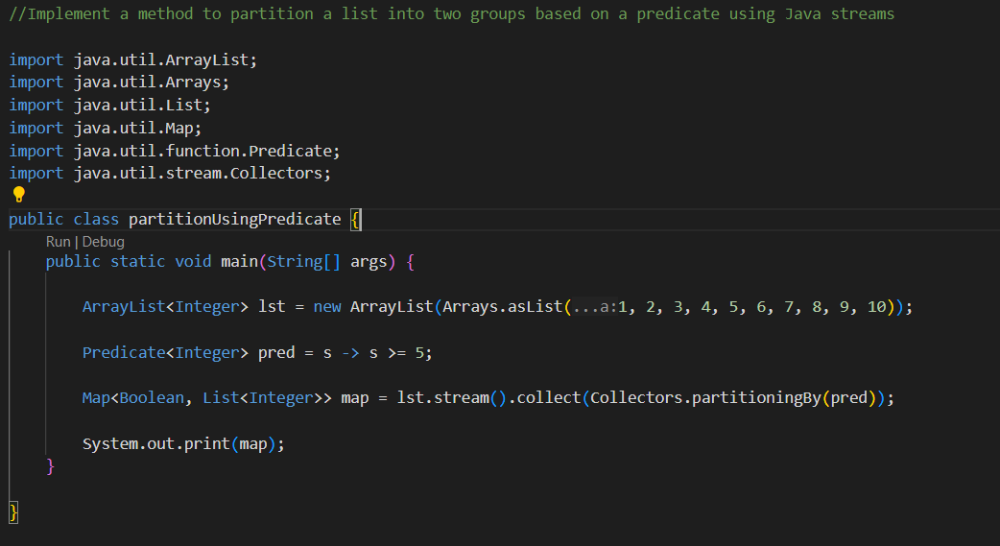 //Implement a method to partition a list into two groups based on a predicate using Java streams
import java.util.ArrayList;
import java.util.Arrays;
import java.util.List;
import java.util.Map;
import java.util.function.Predicate;
import java.util.stream.Collectors;
public class partitionUsingPredicate {
Run | Debug
public static void main(String[] args) {
ArrayList<Integer> lst = new ArrayList(Arrays.asList(...a:1, 2, 3, 4, 5, 6, 7, 8, 9, 10));
Predicate<Integer> pred = s -> s >= 5;
Map<Boolean, List<Integer>> map = lst.stream().collect(Collectors.partitioningBy(pred));
System.out.print(map);
}
}